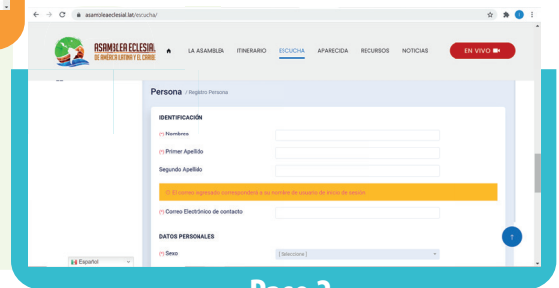 asambleaeclesial.lat/escucha/
ASAMBLEA ECLESIAL
DE AMÉRICA LATINA Y EL CARIBE
LA ASAMBLEA ITINERARIO ESCUCHA APARECIDA RECURSOS NOTICIAS EN VIVO
Persona / Registro Persona
IDENTIFICACIÓN
(*) Nombres
(*) Primer Apellido
Segundo Apellido
El correo ingresado corresponderá a su nombre de usuario de inicio de sesión
(*) Correo Electrónico de contacto
DATOS PERSONALES
(*) Sexo [ Seleccione ]
Español
Paso 2